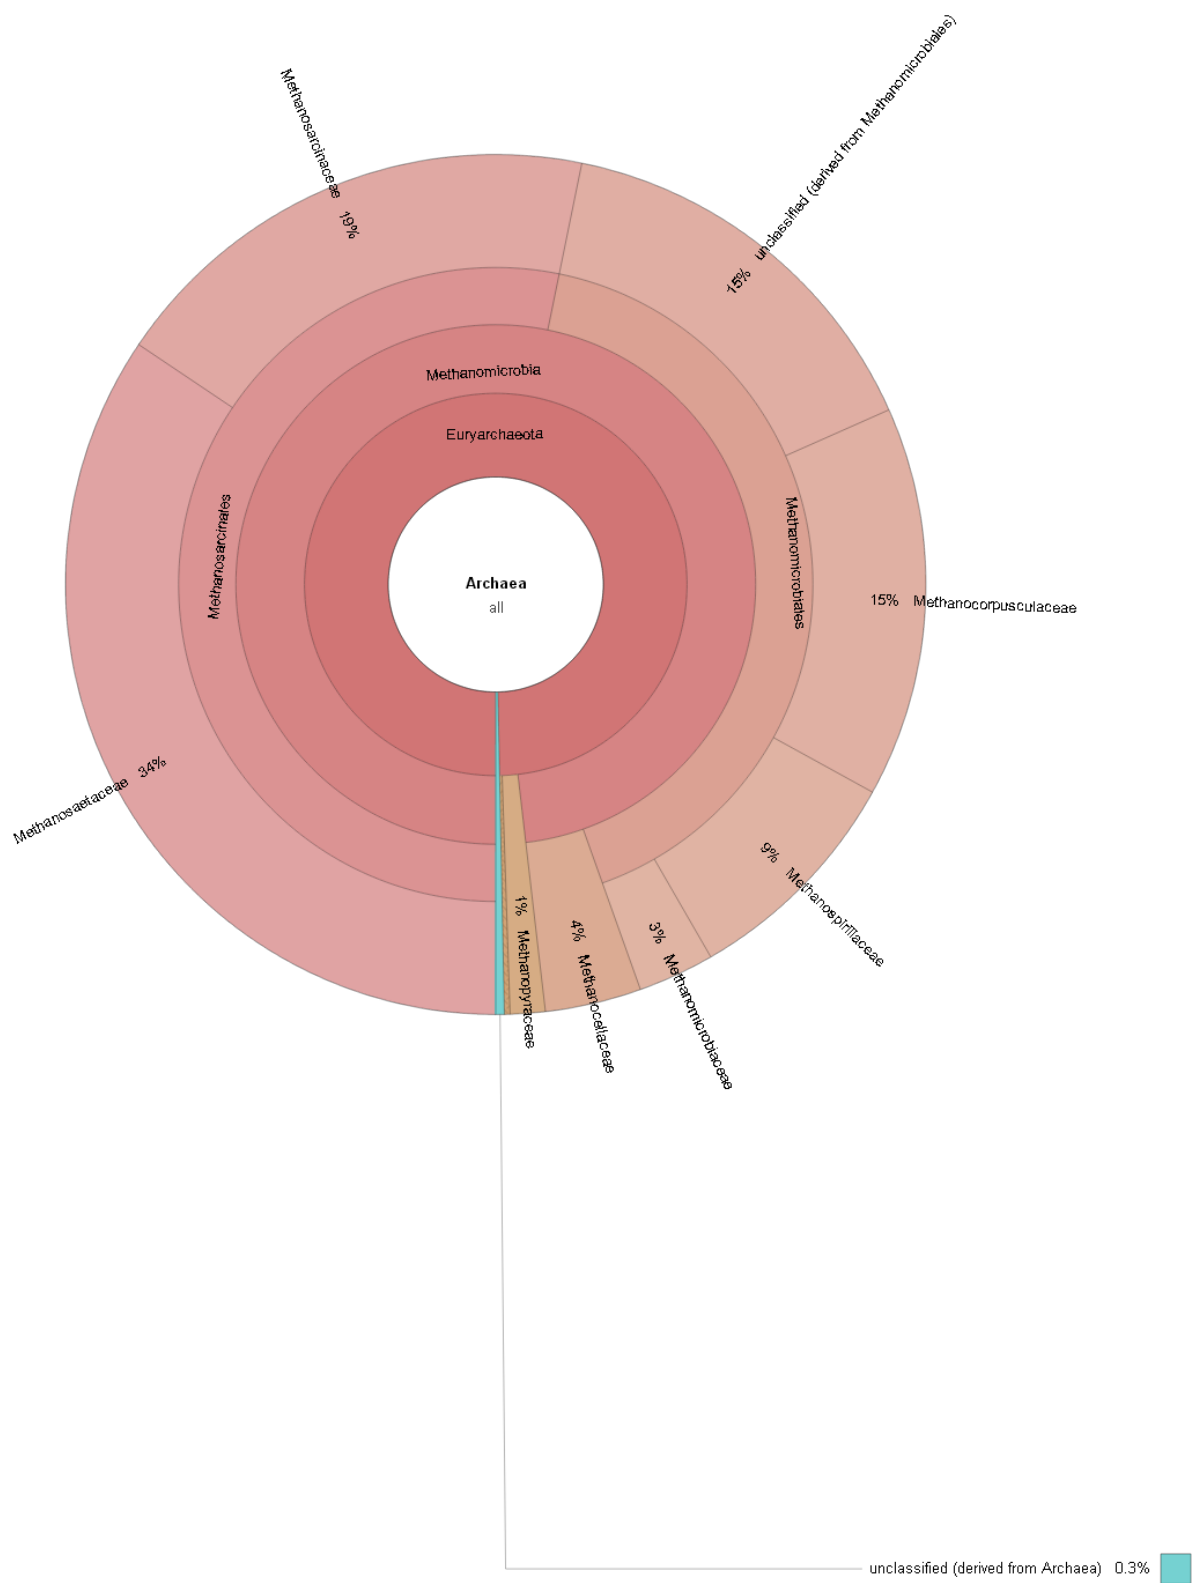 unclassified (derived from Methanomicrobiales)
15%
Methanosarcinaceae 19%
Methanomicrobia
Euryarchaeota
Methanosarcinales
Methanomicrobiales
Archaea
all
15% Methanocorpusculaceae
Methanosaetaceae 34%
9% Methanospirillaceae
3% Methanomicrobiaceae
4% Methanocellaceae
1% Methanopyraceae
unclassified (derived from Archaea) 0.3%